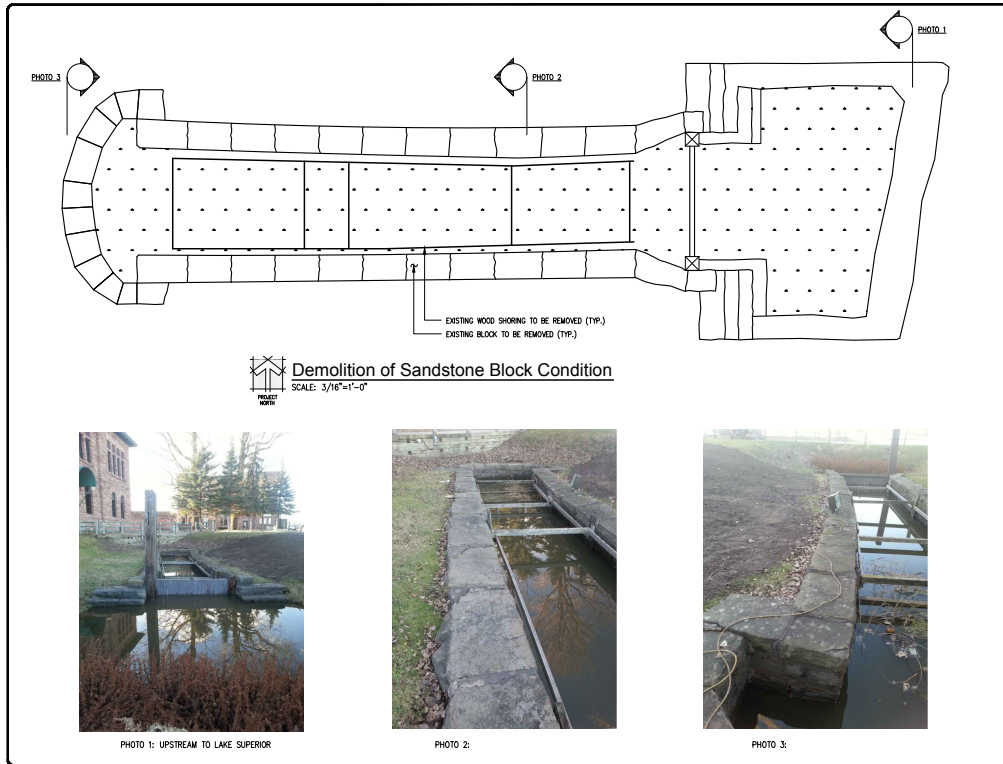 PHOTO 1
PHOTO 3
PHOTO 2
EXISTING WOOD SHORING TO BE REMOVED (TYP.)
EXISTING BLOCK TO BE REMOVED (TYP.)
Demolition of Sandstone Block Condition
SCALE: 3/16"=1'-0"
PROJECT
NORTH
PHOTO 1: UPSTREAM TO LAKE SUPERIOR
PHOTO 2:
PHOTO 3: